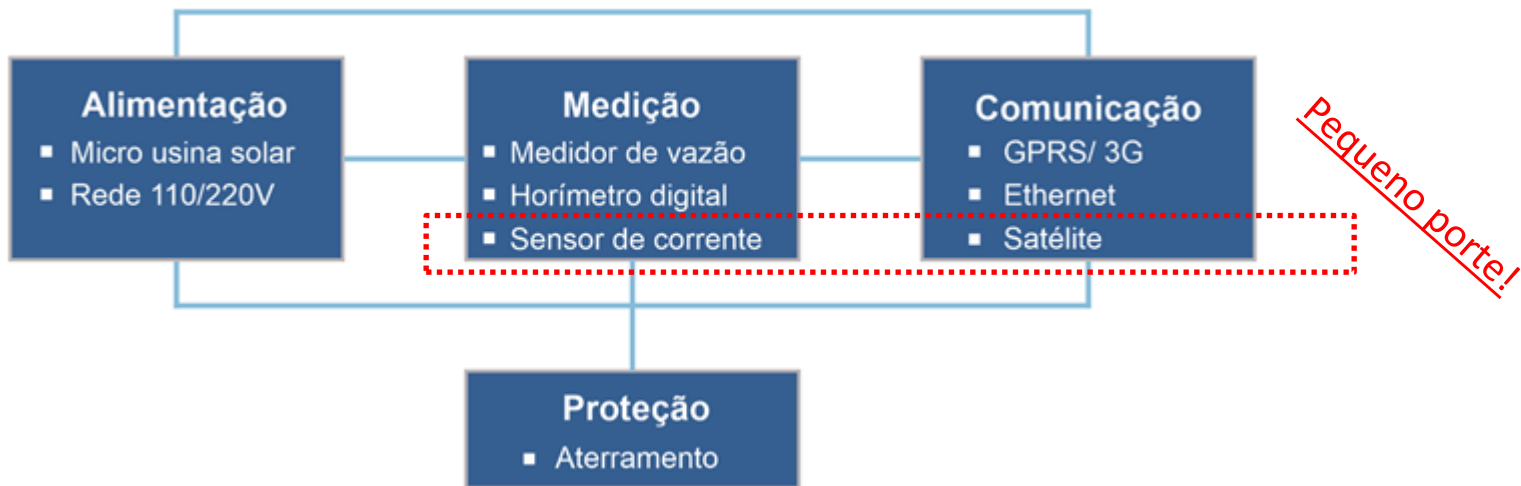 Alimentação
▪ Micro usina solar
▪ Rede 110/220V
Medição
▪ Medidor de vazão
▪ Horímetro digital
▪ Sensor de corrente
Comunicação
▪ GPRS/ 3G
▪ Ethernet
▪ Satélite
Pequeno porte!
Proteção
▪ Aterramento